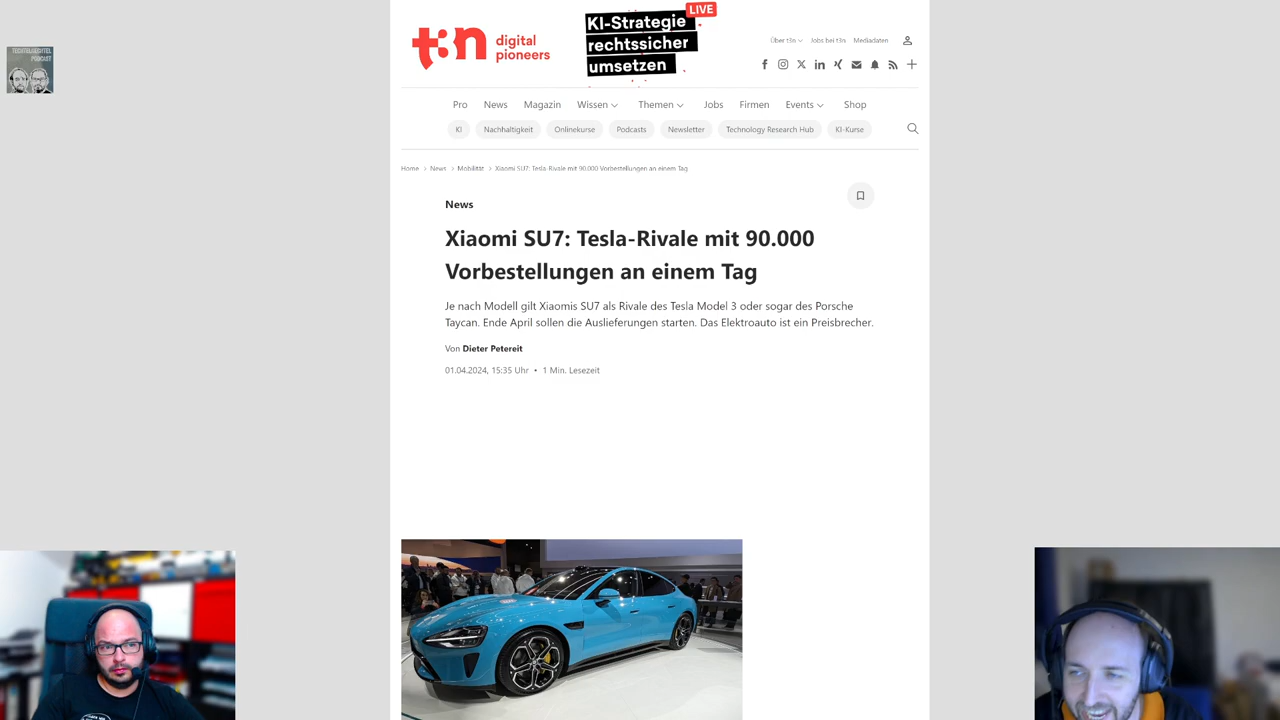 TECHTELMECHTEL
PODCAST
t3n digital
pioneers
LIVE
KI-Strategie
rechtssicher
umsetzen
Über t3n
Jobs bei t3n
Mediadaten
Pro
News
Magazin
Wissen
Themen
Jobs
Firmen
Events
Shop
KI
Nachhaltigkeit
Onlinekurse
Podcasts
Newsletter
Technology Research Hub
KI-Kurse
Home > News > Mobilität > Xiaomi SU7: Tesla-Rivale mit 90.000 Vorbestellungen an einem Tag
News
Xiaomi SU7: Tesla-Rivale mit 90.000
Vorbestellungen an einem Tag
Je nach Modell gilt Xiaomis SU7 als Rivale des Tesla Model 3 oder sogar des Porsche
Taycan. Ende April sollen die Auslieferungen starten. Das Elektroauto ist ein Preisbrecher.
Von Dieter Petereit
01.04.2024, 15:35 Uhr • 1 Min. Lesezeit